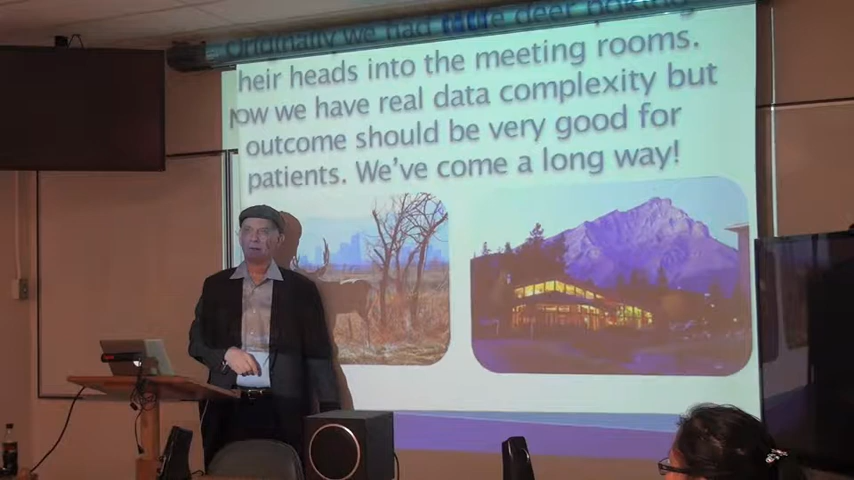 Originally we had deer poking
heir heads into the meeting rooms.
ow we have real data complexity but
outcome should be very good for
patients. We've come a long way!